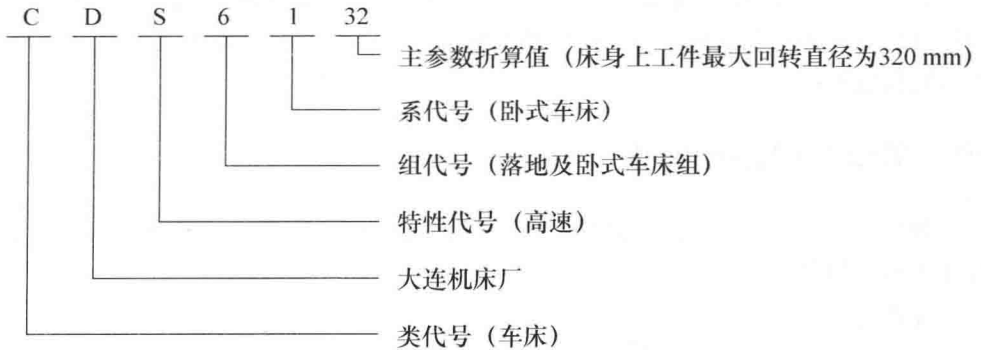 C D S 6 1 32
主参数折算值（床身上工件最大回转直径为320 mm）
系代号（卧式车床）
组代号（落地及卧式车床组）
特性代号（高速）
大连机床厂
类代号（车床）